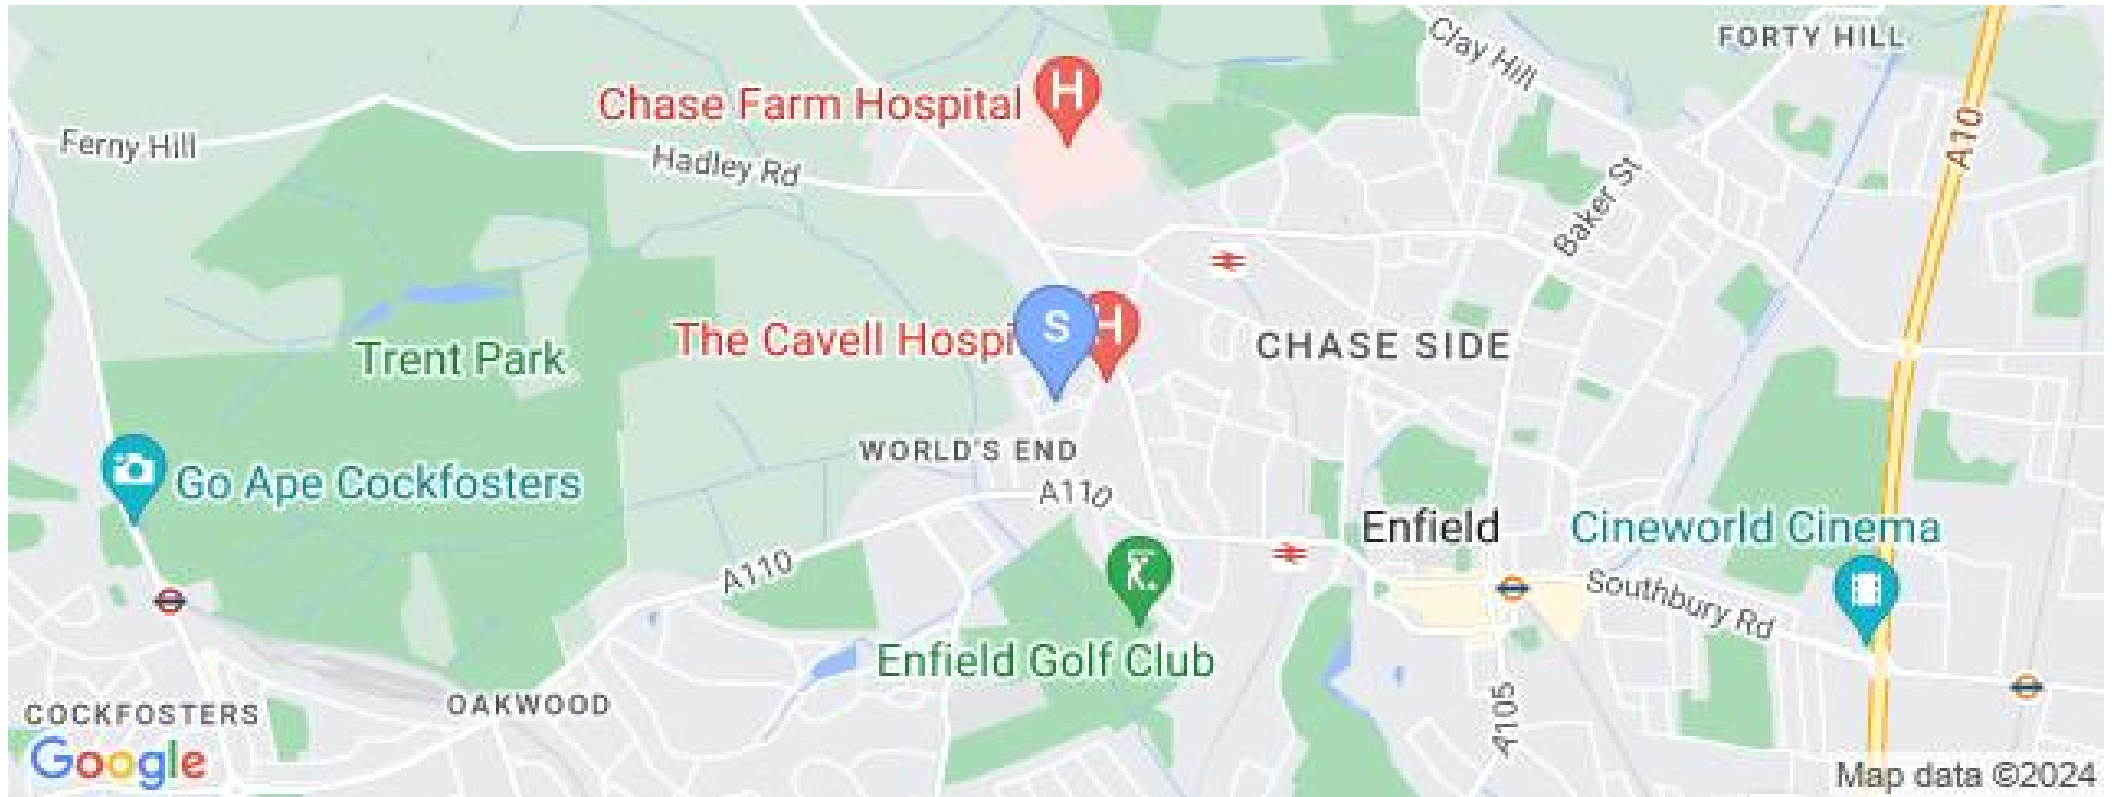 Clay Hill
FORTY HILL
Chase Farm Hospital
H
A10
Ferny Hill
Hadley Rd
Baker St
S
H
The Cavell Hospi
CHASE SIDE
Trent Park
WORLD'S END
Go Ape Cockfosters
A110
Enfield
Cineworld Cinema
A110
K.
Southbury Rd
Enfield Golf Club
OAKWOOD
COCKFOSTERS
A105
Google
Map data ©2024